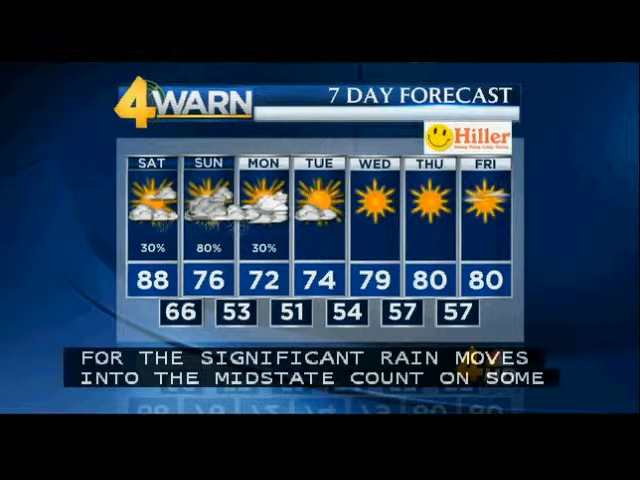 4WARN
7 DAY FORECAST
Hiller
SAT SUN MON TUE WED THU FRI
30% 80% 30%
88 76 72 74 79 80 80
66 53 51 54 57 57
FOR THE SIGNIFICANT RAIN MOVES
INTO THE MIDSTATE COUNT ON SOME